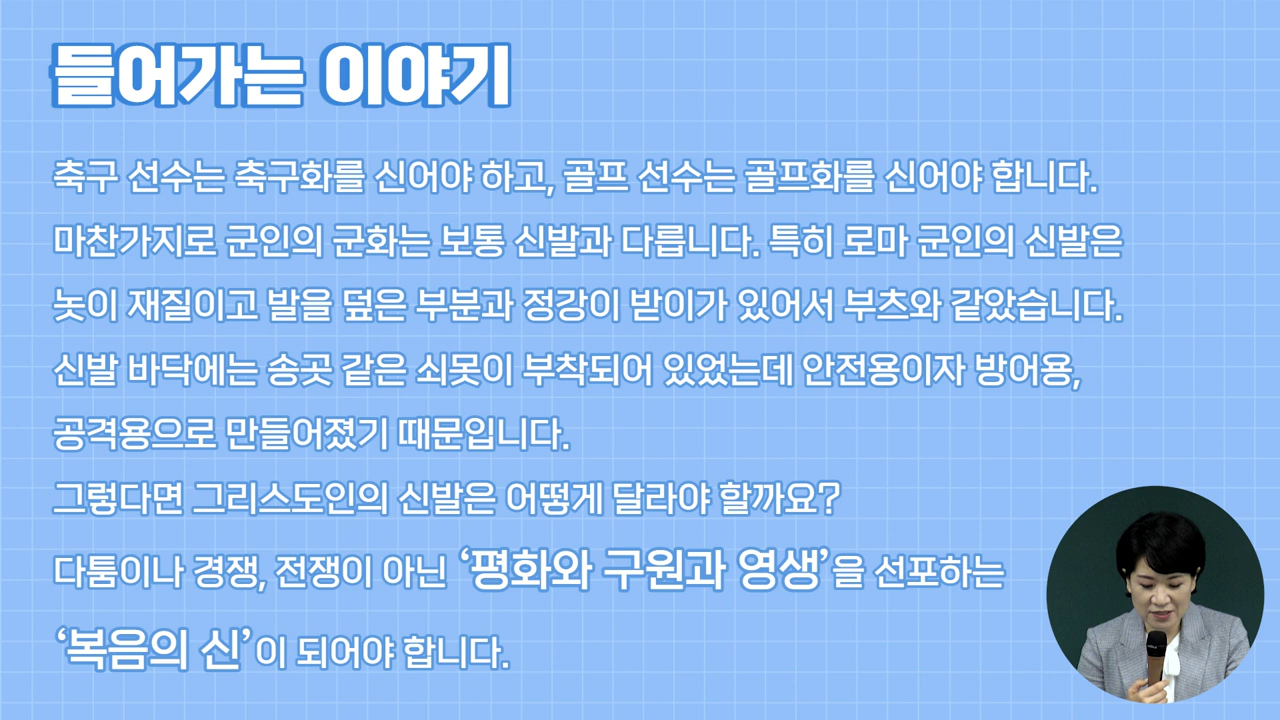 들어가는 이야기
축구 선수는 축구화를 신어야 하고, 골프 선수는 골프화를 신어야 합니다.
마찬가지로 군인의 군화는 보통 신발과 다릅니다. 특히 로마 군인의 신발은
놋이 재질이고 발을 덮은 부분과 정강이 받이가 있어서 부츠와 같았습니다.
신발 바닥에는 송곳 같은 쇠못이 부착되어 있었는데 안전용이자 방어용,
공격용으로 만들어졌기 때문입니다.
그렇다면 그리스도인의 신발은 어떻게 달라야 할까요?
다툼이나 경쟁, 전쟁이 아닌 ‘평화와 구원과 영생’을 선포하는
‘복음의 신’이 되어야 합니다.